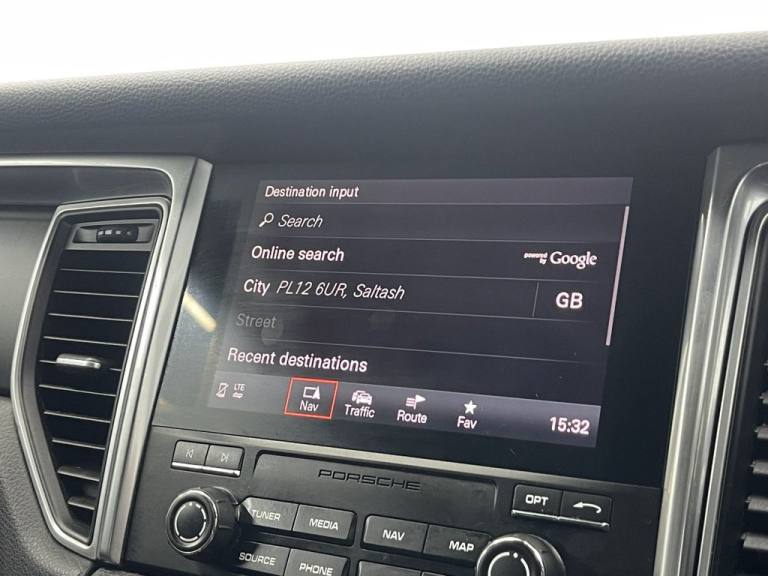 Destination input
Search
Online search powered by Google
City PL12 6UR, Saltash GB
Street
Recent destinations
LTE Nav Traffic Route Fav 15:32
PORSCHE
OPT
TUNER MEDIA NAV MAP
SOURCE PHONE